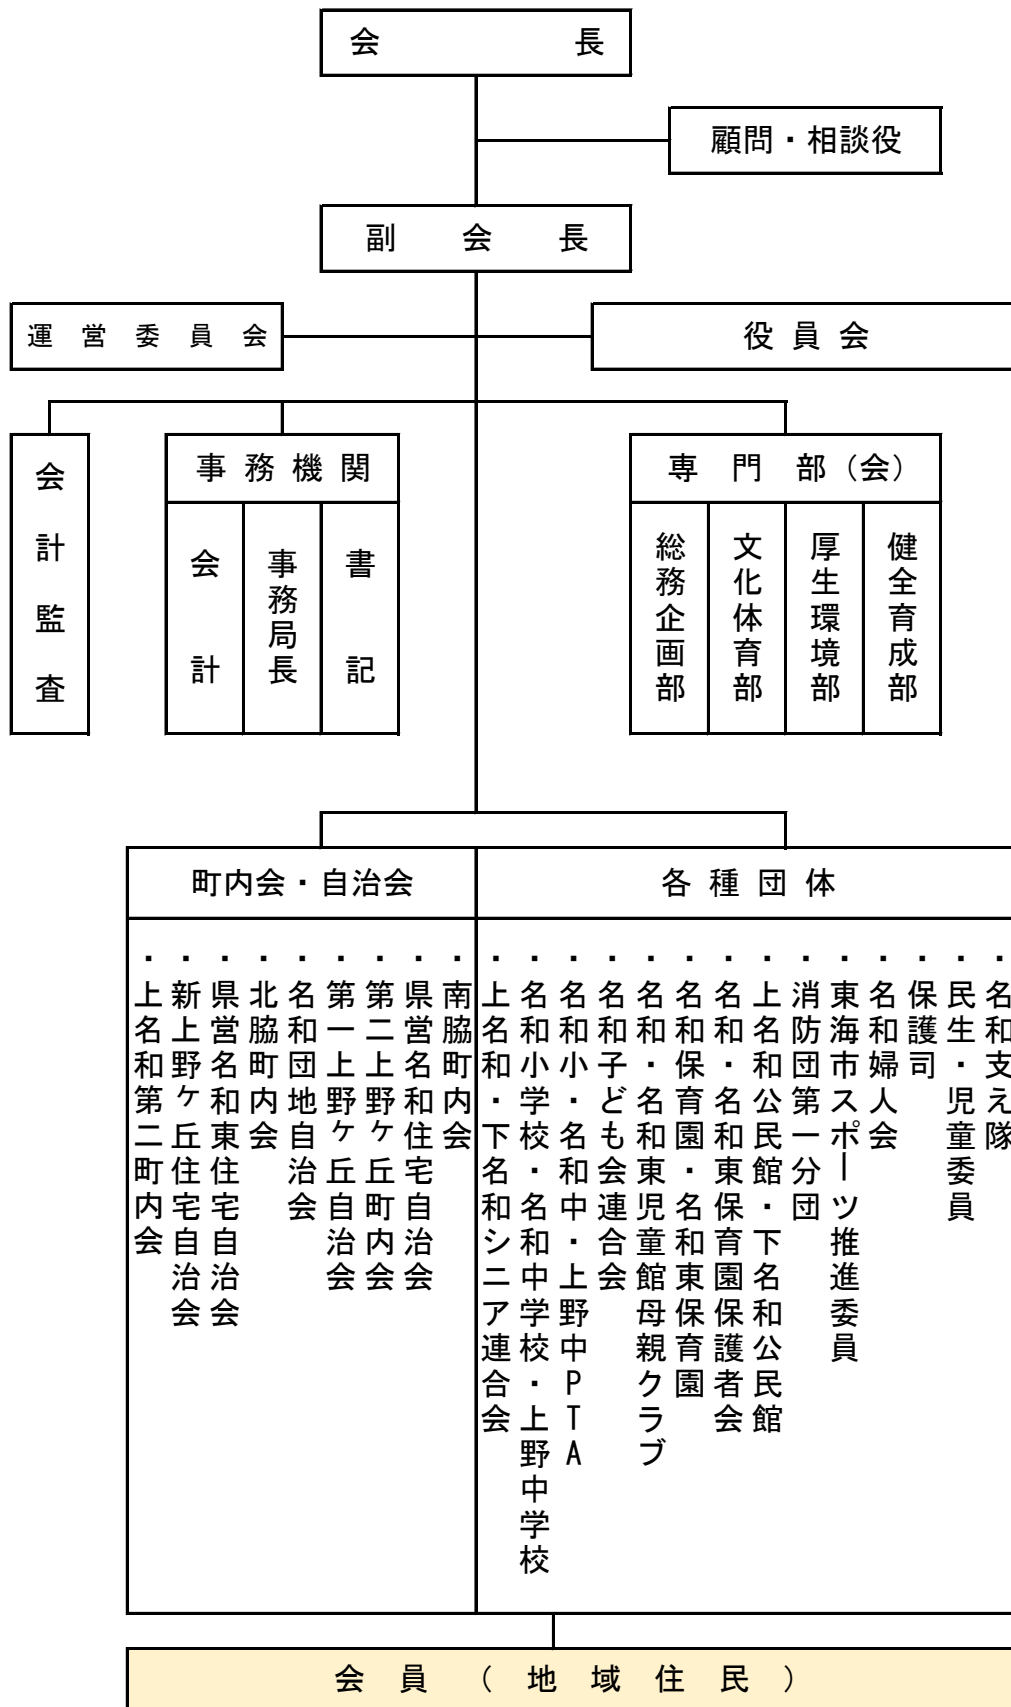 会長
顧問・相談役
副会長
運営委員会
役員会
会計監査
事務機関
会計
事務局長
書記
専門部（会）
総務企画部
文化体育部
厚生環境部
健全育成部
町内会・自治会
各種団体
・南脇町内会
・県営名和住宅自治会
・第二上野ケ丘町内会
・第一上野ケ丘自治会
・名和団地自治会
・北脇町内会
・県営名和東住宅自治会
・新上野ケ丘住宅自治会
・上名和第二町内会
・名和支え隊
・民生・児童委員
・保護司
・名和婦人会
・東海市スポーツ推進委員
・消防団第一分団
・上名和公民館・下名和公民館
・名和・名和東保育園保護者会
・名和保育園・名和東保育園
・名和・名和東児童館母親クラブ
・名和子ども会連合会
・名和小・名和中・上野中PTA
・名和小学校・名和中学校・上野中学校
・上名和・下名和シニア連合会
会員（地域住民）